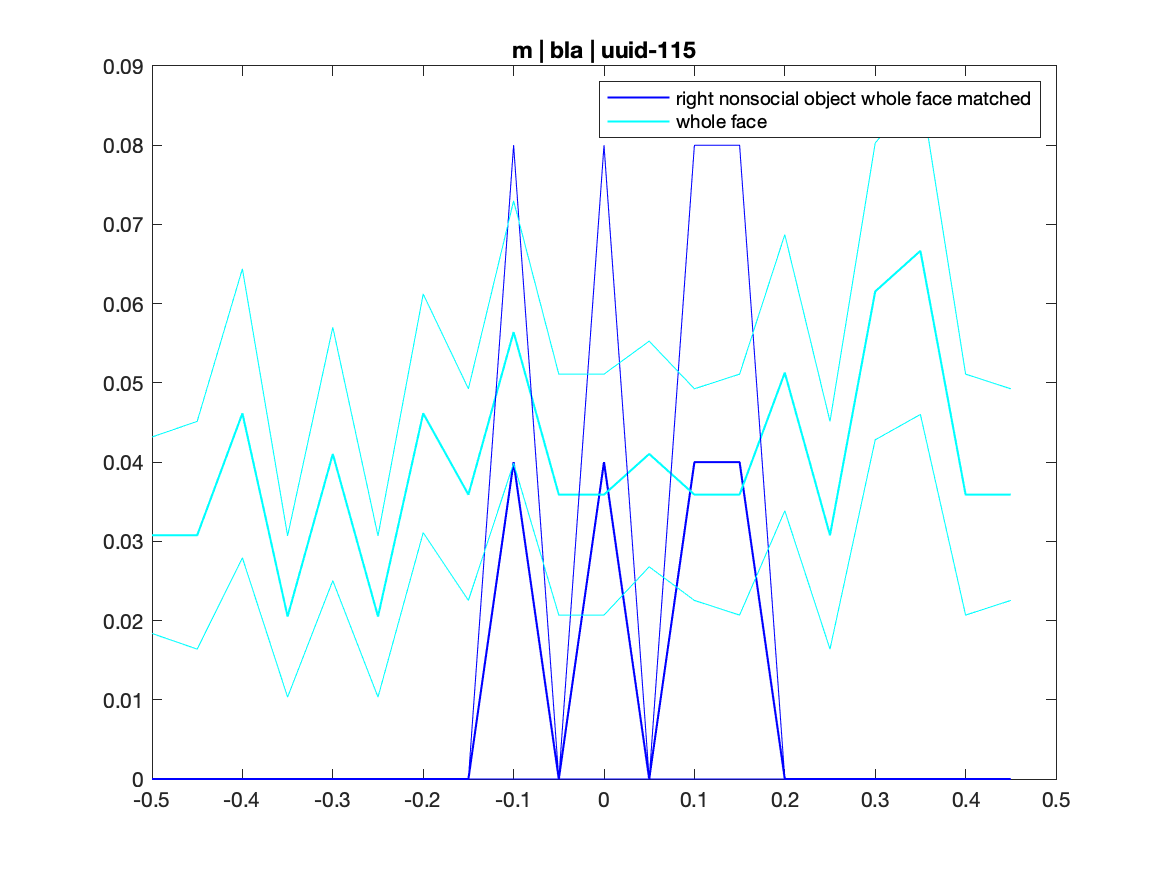 m | bla | uuid-115
right nonsocial object whole face matched
whole face
0.09
0.08
0.07
0.06
0.05
0.04
0.03
0.02
0.01
0
-0.5 -0.4 -0.3 -0.2 -0.1 0 0.1 0.2 0.3 0.4 0.5